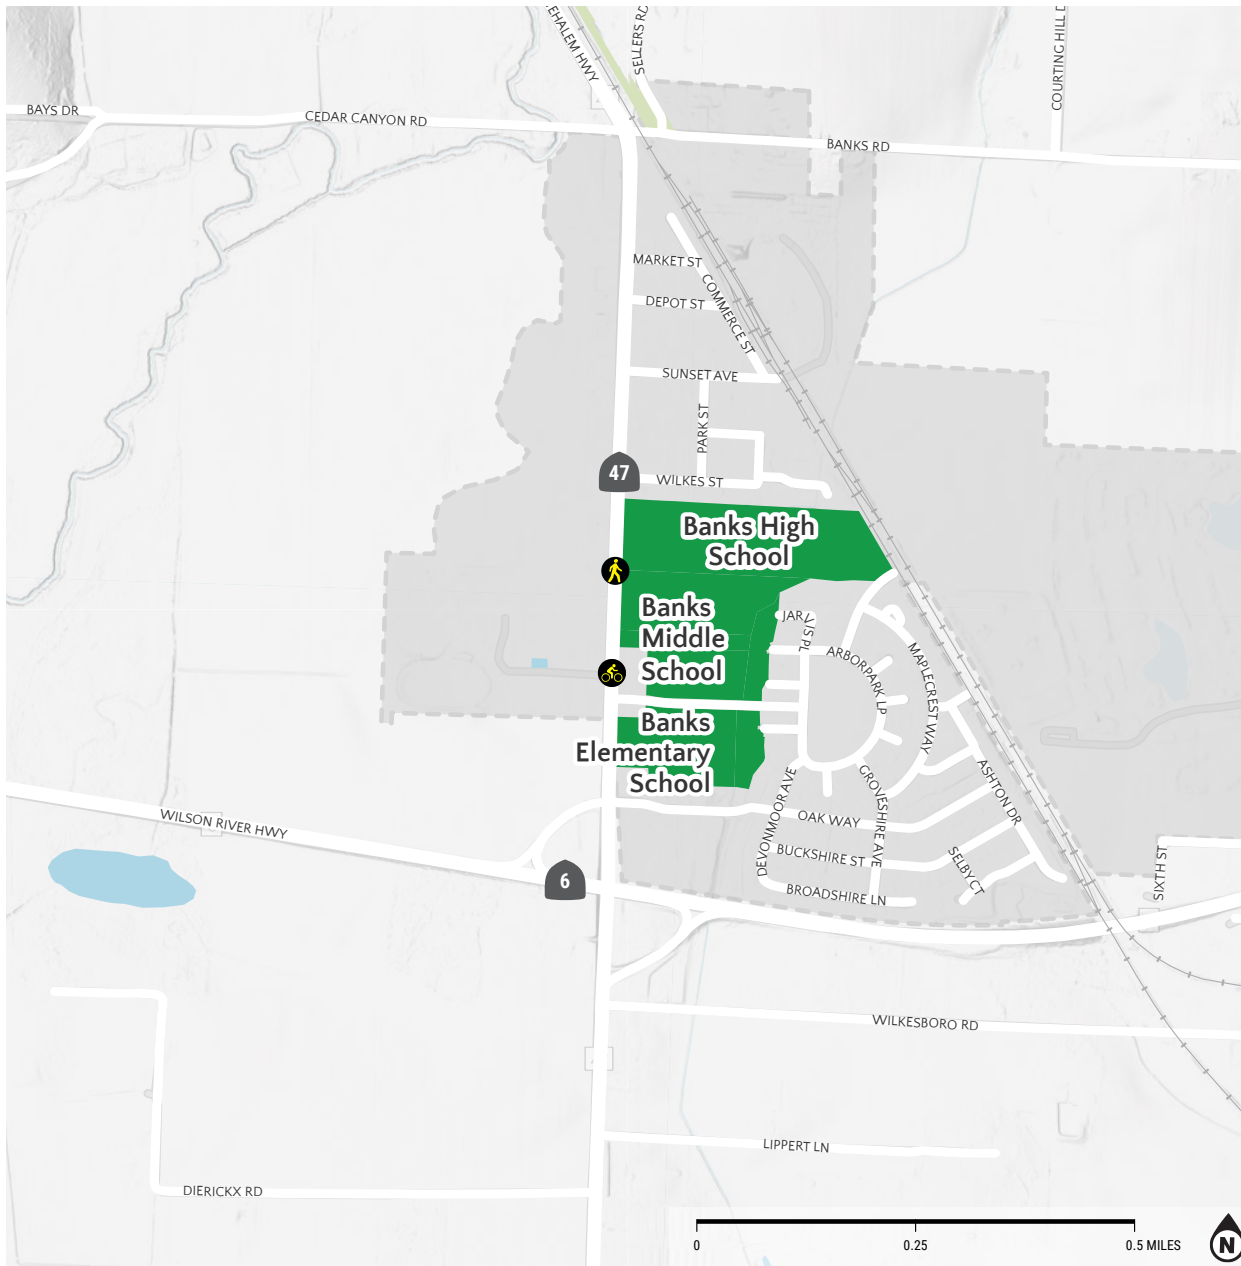 EHALEM HWY
SELLERS RD
COURTING HILL D
BAYS DR
CEDAR CANYON RD
BANKS RD
MARKET ST
DEPOT ST
COMMERCE ST
SUNSET AVE
PARK ST
47
WILKES ST
Banks High
School
Banks
Middle
School
JARVIS PL
ARBORPARK LP
MAPLECREST WAY
Banks
Elementary
School
DEVONMOOR AVE
GROVESHIRE AVE
ASHTON DR
WILSON RIVER HWY
OAK WAY
BUCKSHIRE ST
SELBY CT
SIXTH ST
6
BROADSHIRE LN
WILKESBORO RD
LIPPERT LN
DIERICKX RD
0
0.25
0.5 MILES
N